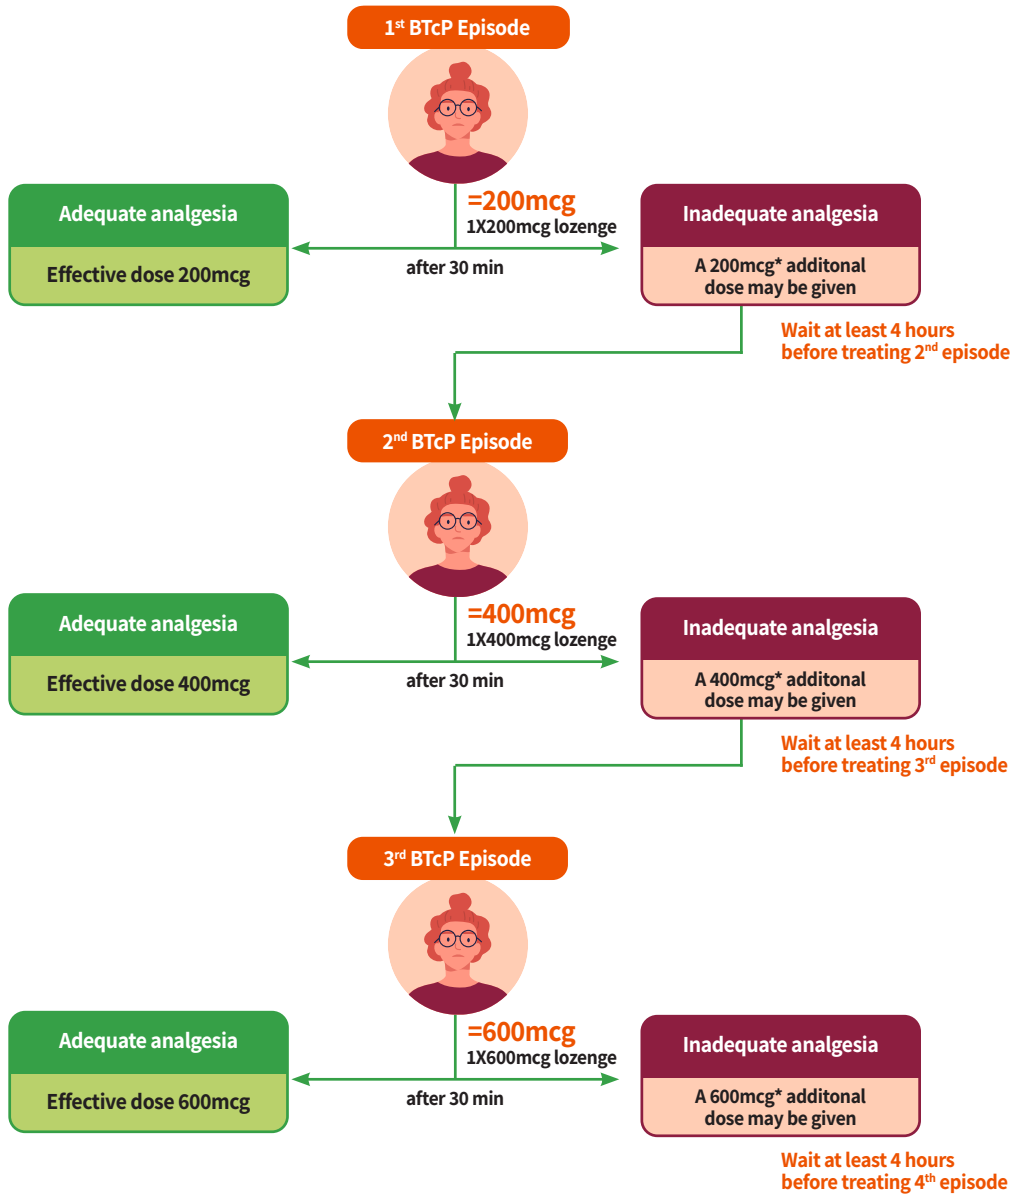 1st BTcP Episode
=200mcg
1X200mcg lozenge
after 30 min
Adequate analgesia
Effective dose 200mcg
Inadequate analgesia
A 200mcg* additonal
dose may be given
Wait at least 4 hours
before treating 2nd episode
2nd BTcP Episode
=400mcg
1X400mcg lozenge
after 30 min
Adequate analgesia
Effective dose 400mcg
Inadequate analgesia
A 400mcg* additonal
dose may be given
Wait at least 4 hours
before treating 3rd episode
3rd BTcP Episode
=600mcg
1X600mcg lozenge
after 30 min
Adequate analgesia
Effective dose 600mcg
Inadequate analgesia
A 600mcg* additonal
dose may be given
Wait at least 4 hours
before treating 4th episode